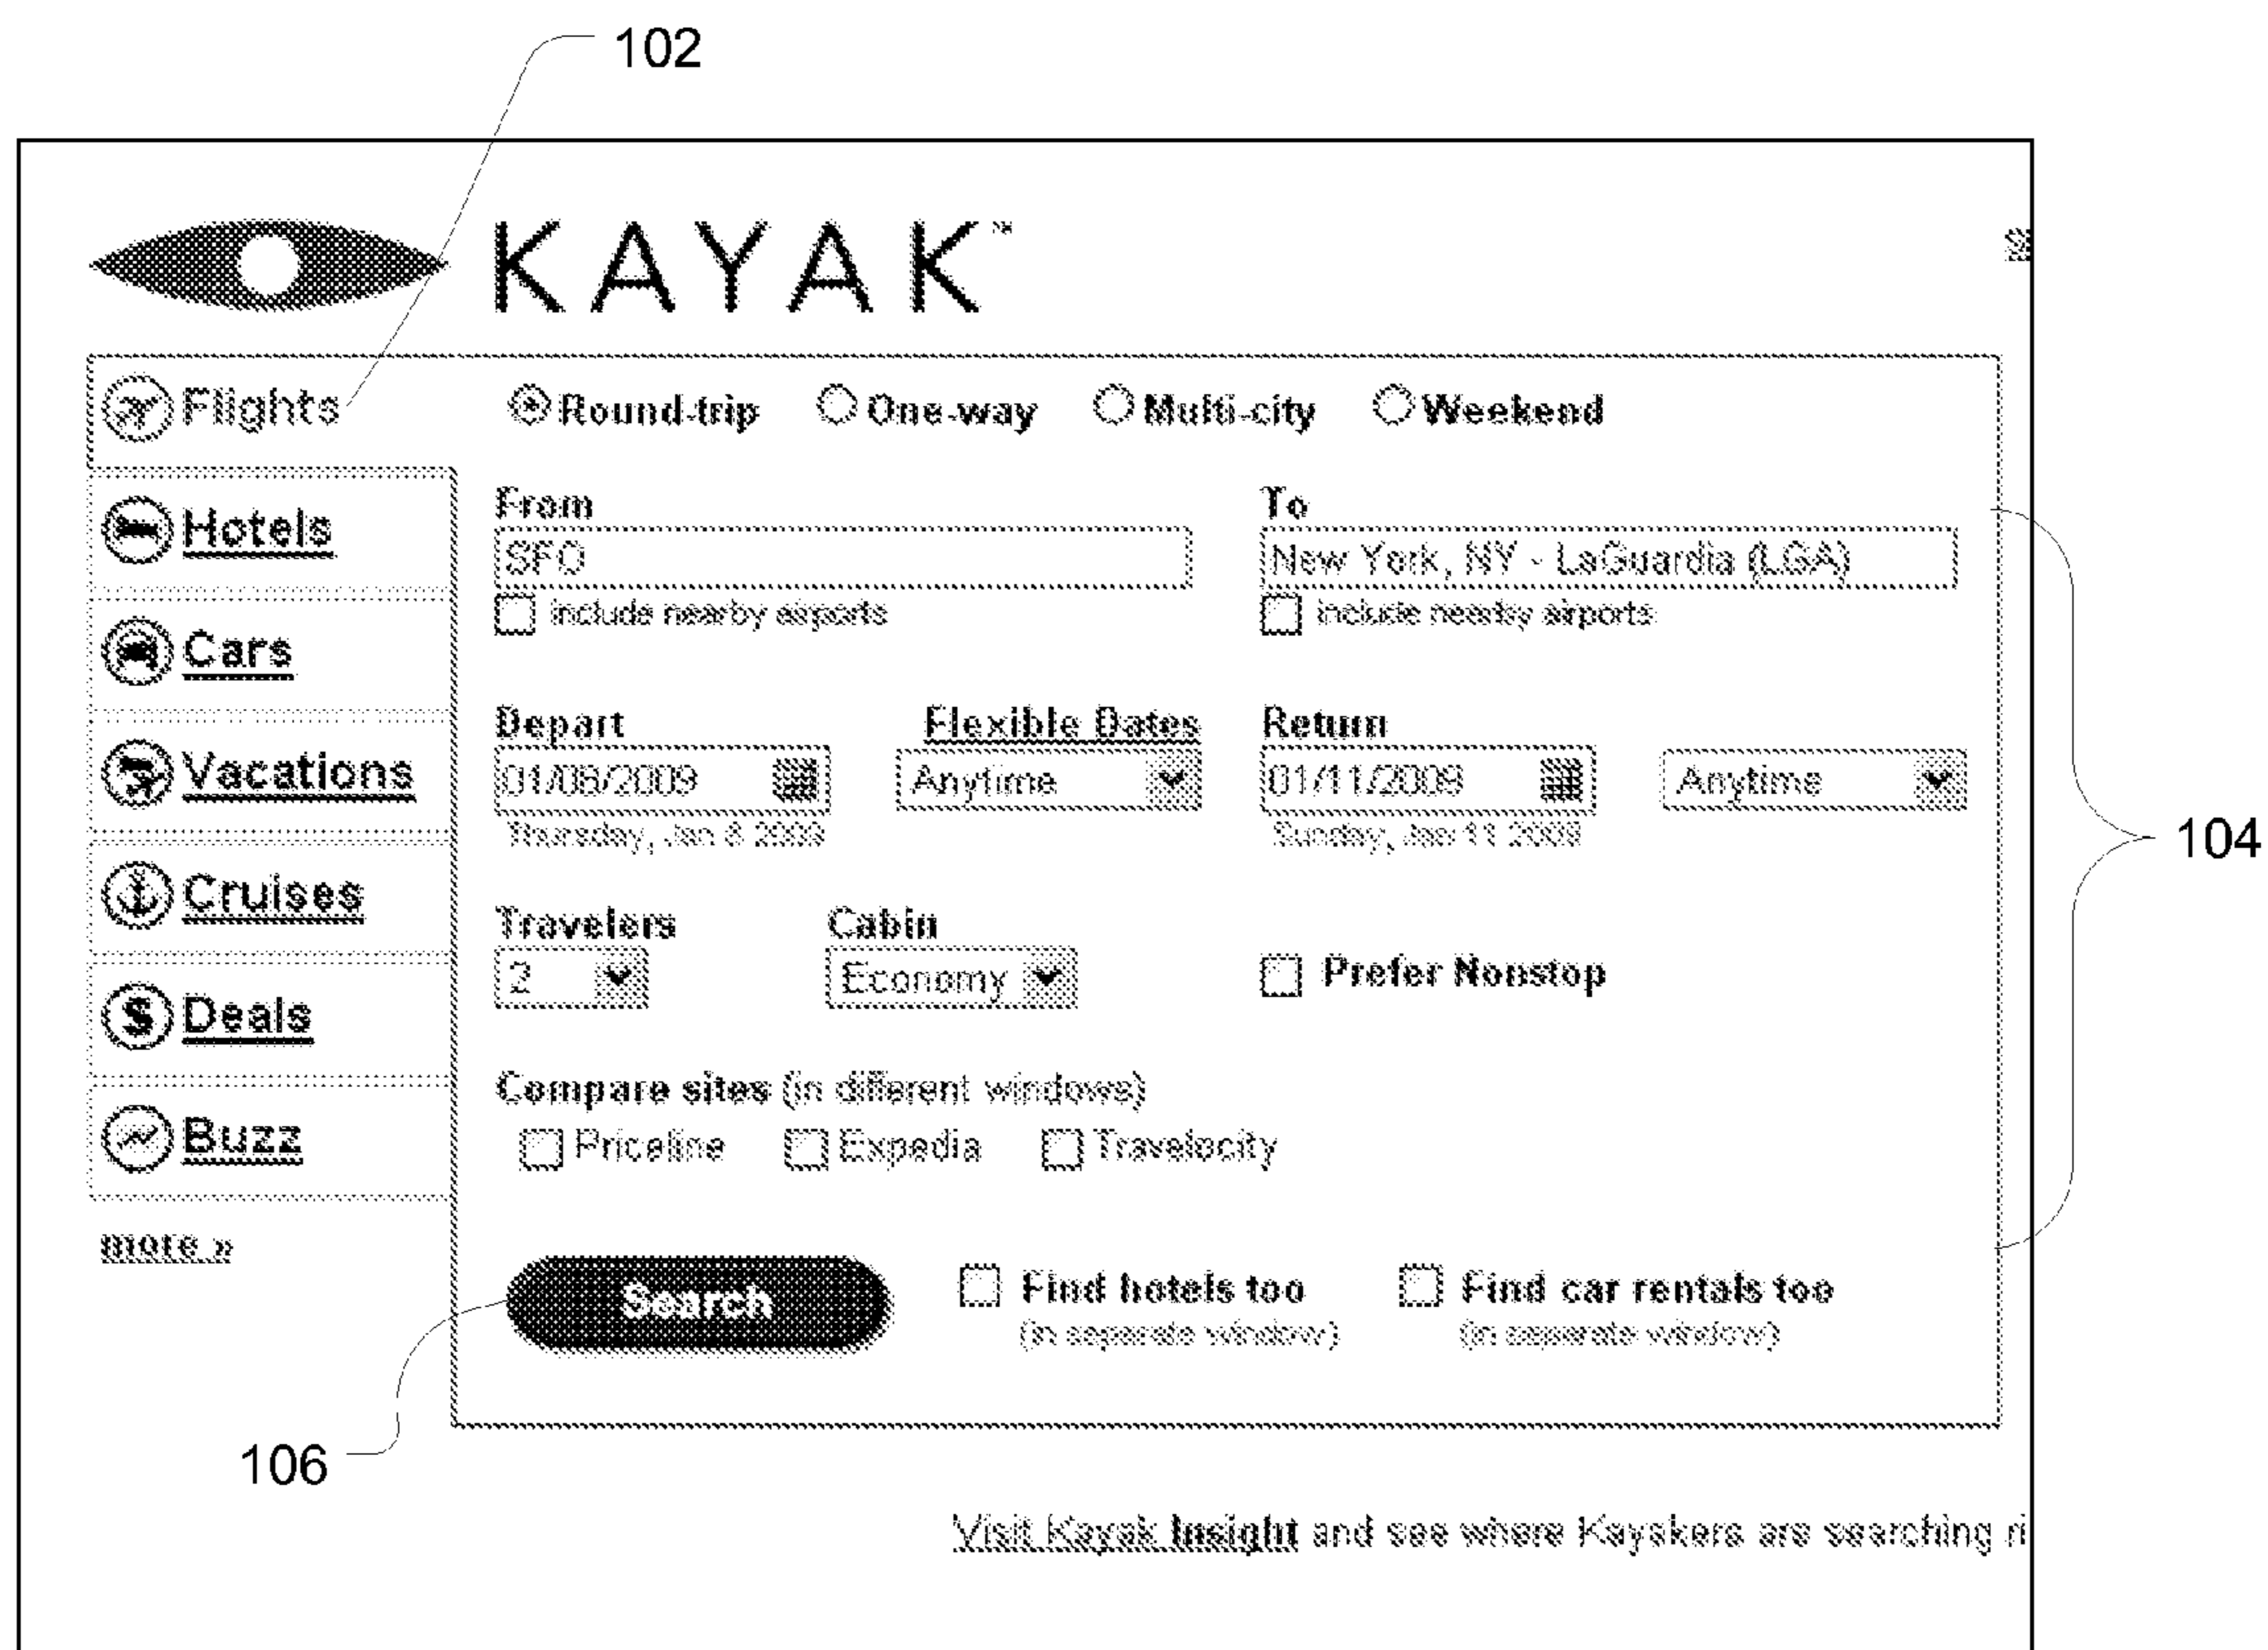 102
KAYAK™
Flights
Round-trip One-way Multi-city Weekend
Hotels
From To
SFO New York, NY - LaGuardia (LGA)
include nearby airports include nearby airports
Cars
Depart Flexible Dates Return
Vacations
01/08/2009 Anytime 01/11/2009 Anytime
Thursday, Jan 8 2009 Sunday, Jan 11 2009
104
Cruises
Travelers Cabin
2 Economy Prefer Nonstop
Deals
Compare sites (in different windows)
Buzz
Priceline Expedia Travelocity
more »
Search Find hotels too Find car rentals too
(in separate window) (in separate window)
106
Visit Kayak Insight and see where Kayakers are searching ri